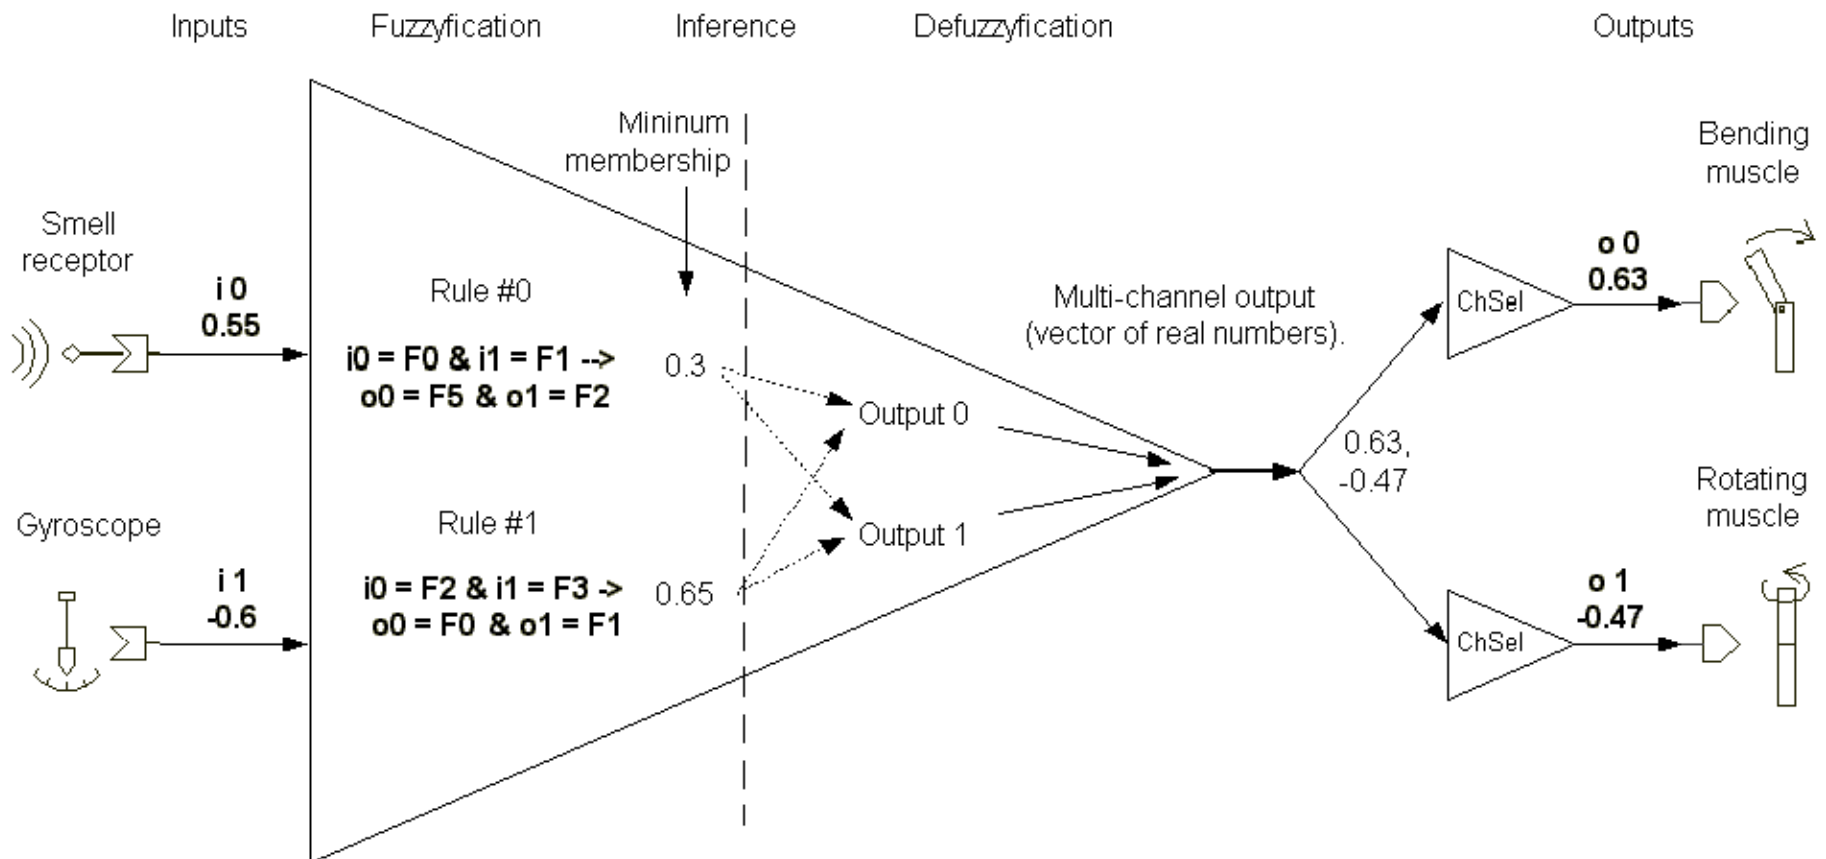 Inputs
Fuzzyfication
Inference
Defuzzyfication
Outputs
Mininum
membership
Bending
muscle
Smell
receptor
i 0
0.55
Rule #0
i0 = F0 & i1 = F1 -->
o0 = F5 & o1 = F2
0.3
Output 0
Multi-channel output
(vector of real numbers).
ChSel
o 0
0.63
0.63,
-0.47
Gyroscope
i 1
-0.6
Rule #1
i0 = F2 & i1 = F3 ->
o0 = F0 & o1 = F1
0.65
Output 1
Rotating
muscle
ChSel
o 1
-0.47